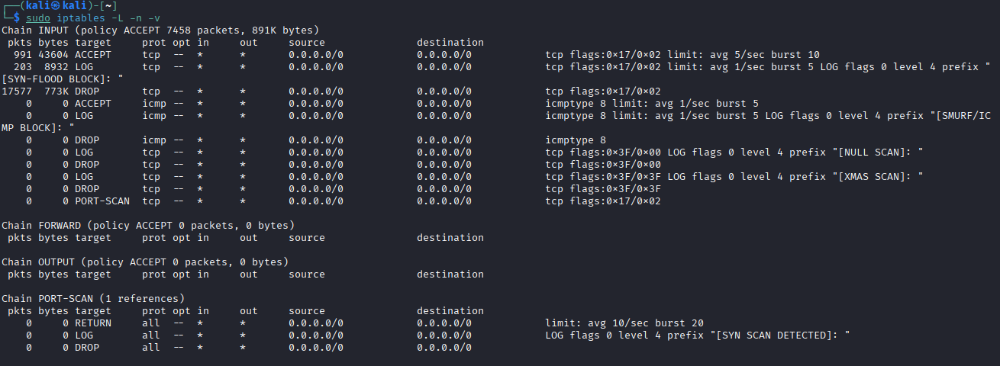 ┌──(kali㉿kali)-[~]
└─$ sudo iptables -L -n -v
Chain INPUT (policy ACCEPT 7458 packets, 891K bytes)
 pkts bytes target     prot opt in     out     source               destination
  991 43604 ACCEPT     tcp  --  *      *       0.0.0.0/0            0.0.0.0/0            tcp flags:0×17/0×02 limit: avg 5/sec burst 10
  203  8932 LOG        tcp  --  *      *       0.0.0.0/0            0.0.0.0/0            tcp flags:0×17/0×02 limit: avg 1/sec burst 5 LOG flags 0 level 4 prefix "
[SYN-FLOOD BLOCK]: "
17577  773K DROP       tcp  --  *      *       0.0.0.0/0            0.0.0.0/0            tcp flags:0×17/0×02
    0     0 ACCEPT     icmp --  *      *       0.0.0.0/0            0.0.0.0/0            icmptype 8 limit: avg 1/sec burst 5
    0     0 LOG        icmp --  *      *       0.0.0.0/0            0.0.0.0/0            icmptype 8 limit: avg 1/sec burst 5 LOG flags 0 level 4 prefix "[SMURF/IC
MP BLOCK]: "
    0     0 DROP       icmp --  *      *       0.0.0.0/0            0.0.0.0/0            icmptype 8
    0     0 LOG        tcp  --  *      *       0.0.0.0/0            0.0.0.0/0            tcp flags:0×3F/0×00 LOG flags 0 level 4 prefix "[NULL SCAN]: "
    0     0 DROP       tcp  --  *      *       0.0.0.0/0            0.0.0.0/0            tcp flags:0×3F/0×00
    0     0 LOG        tcp  --  *      *       0.0.0.0/0            0.0.0.0/0            tcp flags:0×3F/0×3F LOG flags 0 level 4 prefix "[XMAS SCAN]: "
    0     0 DROP       tcp  --  *      *       0.0.0.0/0            0.0.0.0/0            tcp flags:0×3F/0×3F
    0     0 PORT-SCAN  tcp  --  *      *       0.0.0.0/0            0.0.0.0/0            tcp flags:0×17/0×02

Chain FORWARD (policy ACCEPT 0 packets, 0 bytes)
 pkts bytes target     prot opt in     out     source               destination

Chain OUTPUT (policy ACCEPT 0 packets, 0 bytes)
 pkts bytes target     prot opt in     out     source               destination

Chain PORT-SCAN (1 references)
 pkts bytes target     prot opt in     out     source               destination
    0     0 RETURN     all  --  *      *       0.0.0.0/0            0.0.0.0/0            limit: avg 10/sec burst 20
    0     0 LOG        all  --  *      *       0.0.0.0/0            0.0.0.0/0            LOG flags 0 level 4 prefix "[SYN SCAN DETECTED]: "
    0     0 DROP       all  --  *      *       0.0.0.0/0            0.0.0.0/0